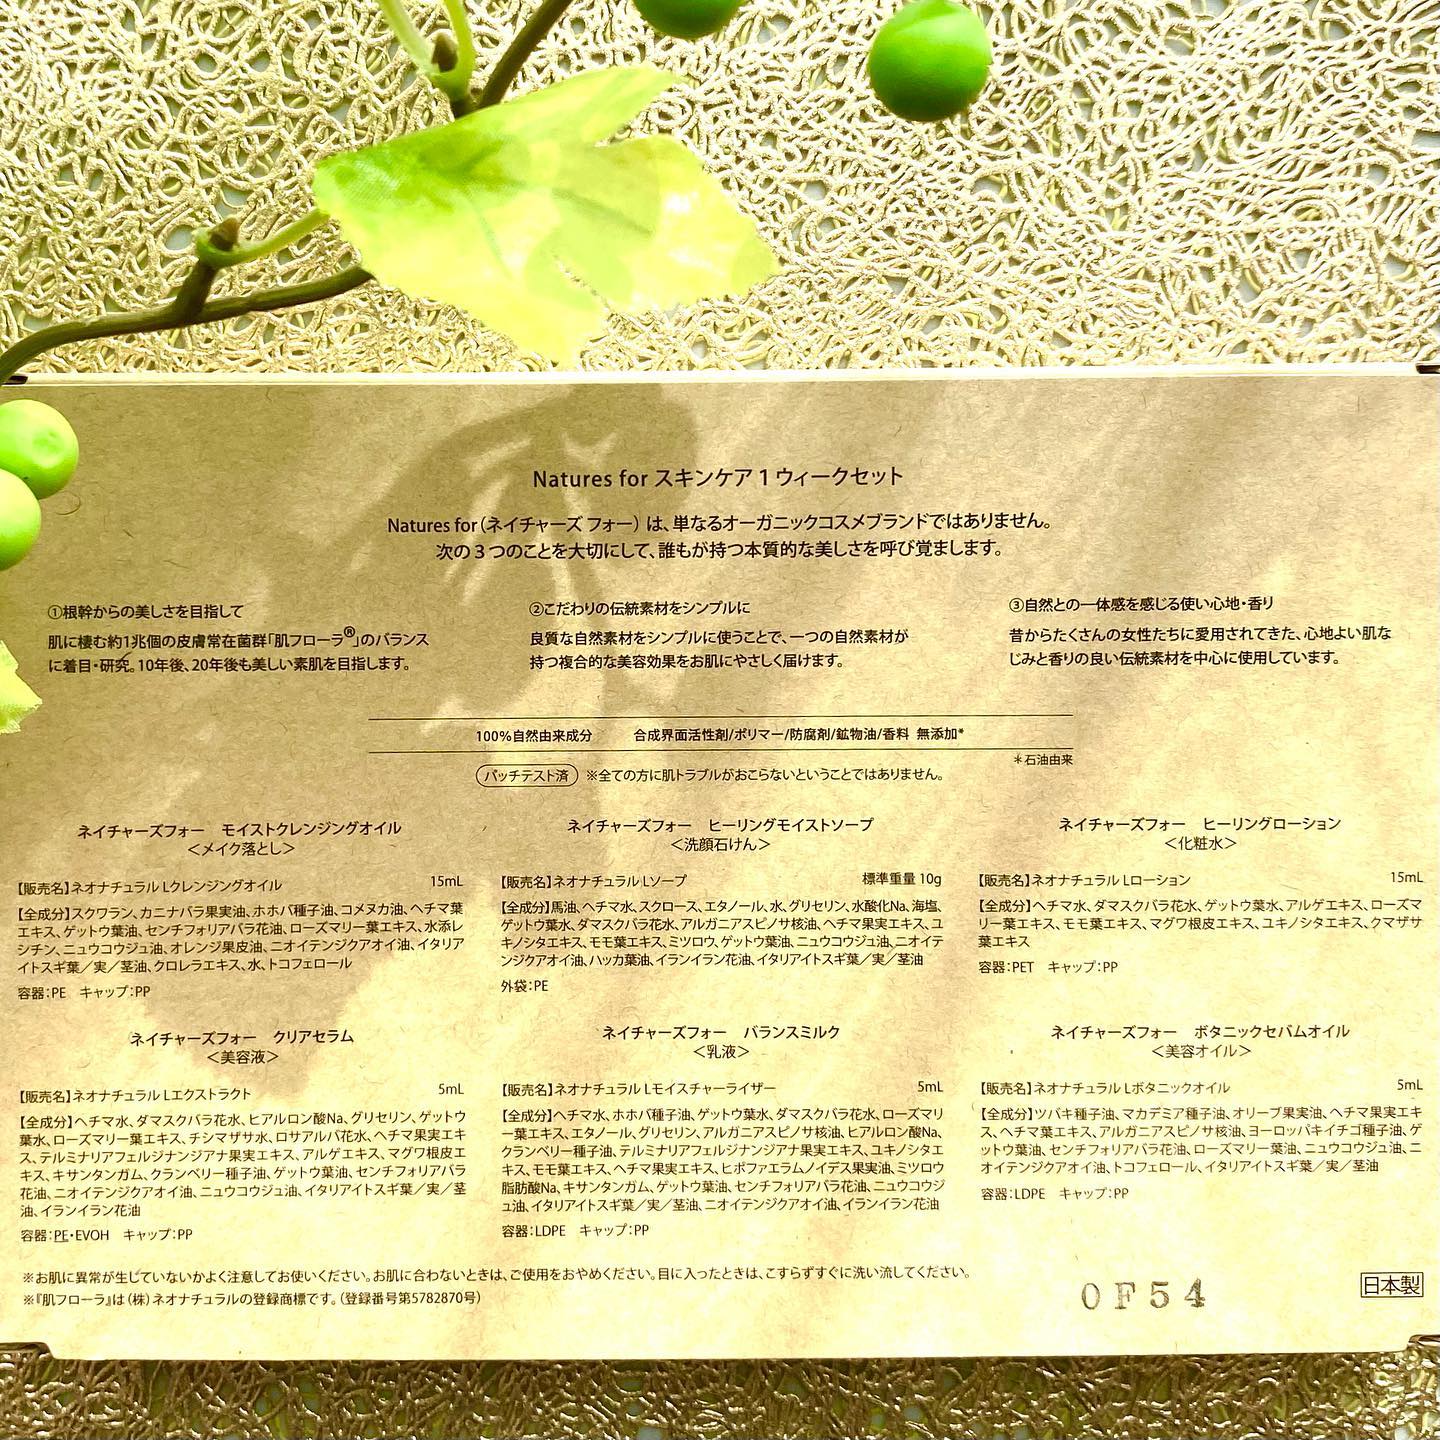 Natures for スキンケア 1 ウィークセット
Natures for（ネイチャーズ フォー） は、単なるオーガニックコスメブランドではありません。
次の 3 つのことを大切にして、誰もが持つ本質的な美しさを呼び覚まします。
①根幹からの美しさを目指して
肌に棲む約1兆個の皮膚常在菌群「肌フローラ®」のバランス
に着目・研究。10年後、20年後も美しい素肌を目指します。
②こだわりの伝統素材をシンプルに
良質な自然素材をシンプルに使うことで、一つの自然素材が
持つ複合的な美容効果をお肌にやさしく届けます。
③自然との一体感を感じる使い心地・香り
昔からたくさんの女性たちに愛用されてきた、心地よい肌な
じみと香りの良い伝統素材を中心に使用しています。
100%自然由来成分　合成界面活性剤/ポリマー/防腐剤/鉱物油/香料 無添加*
＊石油由来
パッチテスト済 ※全ての方に肌トラブルがおこらないということではありません。
ネイチャーズフォー　モイストクレンジングオイル
＜メイク落とし＞
【販売名】ネオナチュラル Lクレンジングオイル　15mL
【全成分】スクワラン、カニナバラ果実油、ホホバ種子油、コメヌカ油、ヘチマ葉
エキス、ゲットウ葉油、センチフォリアバラ花油、ローズマリー葉エキス、水添レ
シチン、ニュウコウジュ油、オレンジ果皮油、ニオイテンジクアオイ油、イタリア
イトスギ葉／実／茎油、クロレラエキス、水、トコフェロール
容器：PE　キャップ：PP
ネイチャーズフォー　ヒーリングモイストソープ
＜洗顔石けん＞
【販売名】ネオナチュラル Lソープ　標準重量 10g
【全成分】馬油、ヘチマ水、スクロース、エタノール、水、グリセリン、水酸化Na、海塩、
ゲットウ葉水、ダマスクバラ花水、アルガニアスピノサ核油、ヘチマ果実エキス、ユ
キノシタエキス、モモ葉エキス、ミツロウ、ゲットウ葉油、ニュウコウジュ油、ニオイテ
ンジクアオイ油、ハッカ葉油、イランイラン花油、イタリアイトスギ葉／実／茎油
外袋：PE
ネイチャーズフォー　ヒーリングローション
＜化粧水＞
【販売名】ネオナチュラル Lローション　15mL
【全成分】ヘチマ水、ダマスクバラ花水、ゲットウ葉水、アルゲエキス、ローズマ
リー葉エキス、モモ葉エキス、マグワ根皮エキス、ユキノシタエキス、クマザサ
葉エキス
容器：PET　キャップ：PP
ネイチャーズフォー　クリアセラム
＜美容液＞
【販売名】ネオナチュラル Lエクストラクト　5mL
【全成分】ヘチマ水、ダマスクバラ花水、ヒアルロン酸Na、グリセリン、ゲットウ
葉水、ローズマリー葉エキス、チシマザサ水、ロサアルバ花水、ヘチマ果実エキ
ス、テルミナリアフェルジナンジアナ果実エキス、アルゲエキス、マグワ根皮エ
キス、キサンタンガム、クランベリー種子油、ゲットウ葉油、センチフォリアバラ
花油、ニオイテンジクアオイ油、ニュウコウジュ油、イタリアイトスギ葉／実／茎
油、イランイラン花油
容器：PE・EVOH　キャップ：PP
ネイチャーズフォー　バランスミルク
＜乳液＞
【販売名】ネオナチュラル Lモイスチャーライザー　5mL
【全成分】ヘチマ水、ホホバ種子油、ゲットウ葉水、ダマスクバラ花水、ローズマリ
ー葉エキス、エタノール、グリセリン、アルガニアスピノサ核油、ヒアルロン酸Na、
クランベリー種子油、テルミナリアフェルジナンジアナ果実エキス、ユキノシタエ
キス、モモ葉エキス、ヘチマ果実エキス、ヒポファエラムノイデス果実油、ミツロウ
脂肪酸Na、キサンタンガム、ゲットウ葉油、センチフォリアバラ花油、ニュウコウジ
ュ油、イタリアイトスギ葉／実／茎油、ニオイテンジクアオイ油、イランイラン花油
容器：LDPE　キャップ：PP
ネイチャーズフォー　ボタニックセバムオイル
＜美容オイル＞
【販売名】ネオナチュラル Lボタニックオイル　5mL
【全成分】ツバキ種子油、マカデミア種子油、オリーブ果実油、ヘチマ果実エキ
ス、ヘチマ葉エキス、アルガニアスピノサ核油、ヨーロッパキイチゴ種子油、ゲ
ットウ葉油、センチフォリアバラ花油、ローズマリー葉油、ニュウコウジュ油、ニ
オイテンジクアオイ油、トコフェロール、イタリアイトスギ葉／実／茎油
容器：LDPE　キャップ：PP
※お肌に異常が生じていないかよく注意してお使いください。お肌に合わないときは、ご使用をおやめください。目に入ったときは、こすらずすぐに洗い流してください。
※『肌フローラ』は（株）ネオナチュラルの登録商標です。（登録番号第5782870号）
0F54
日本製